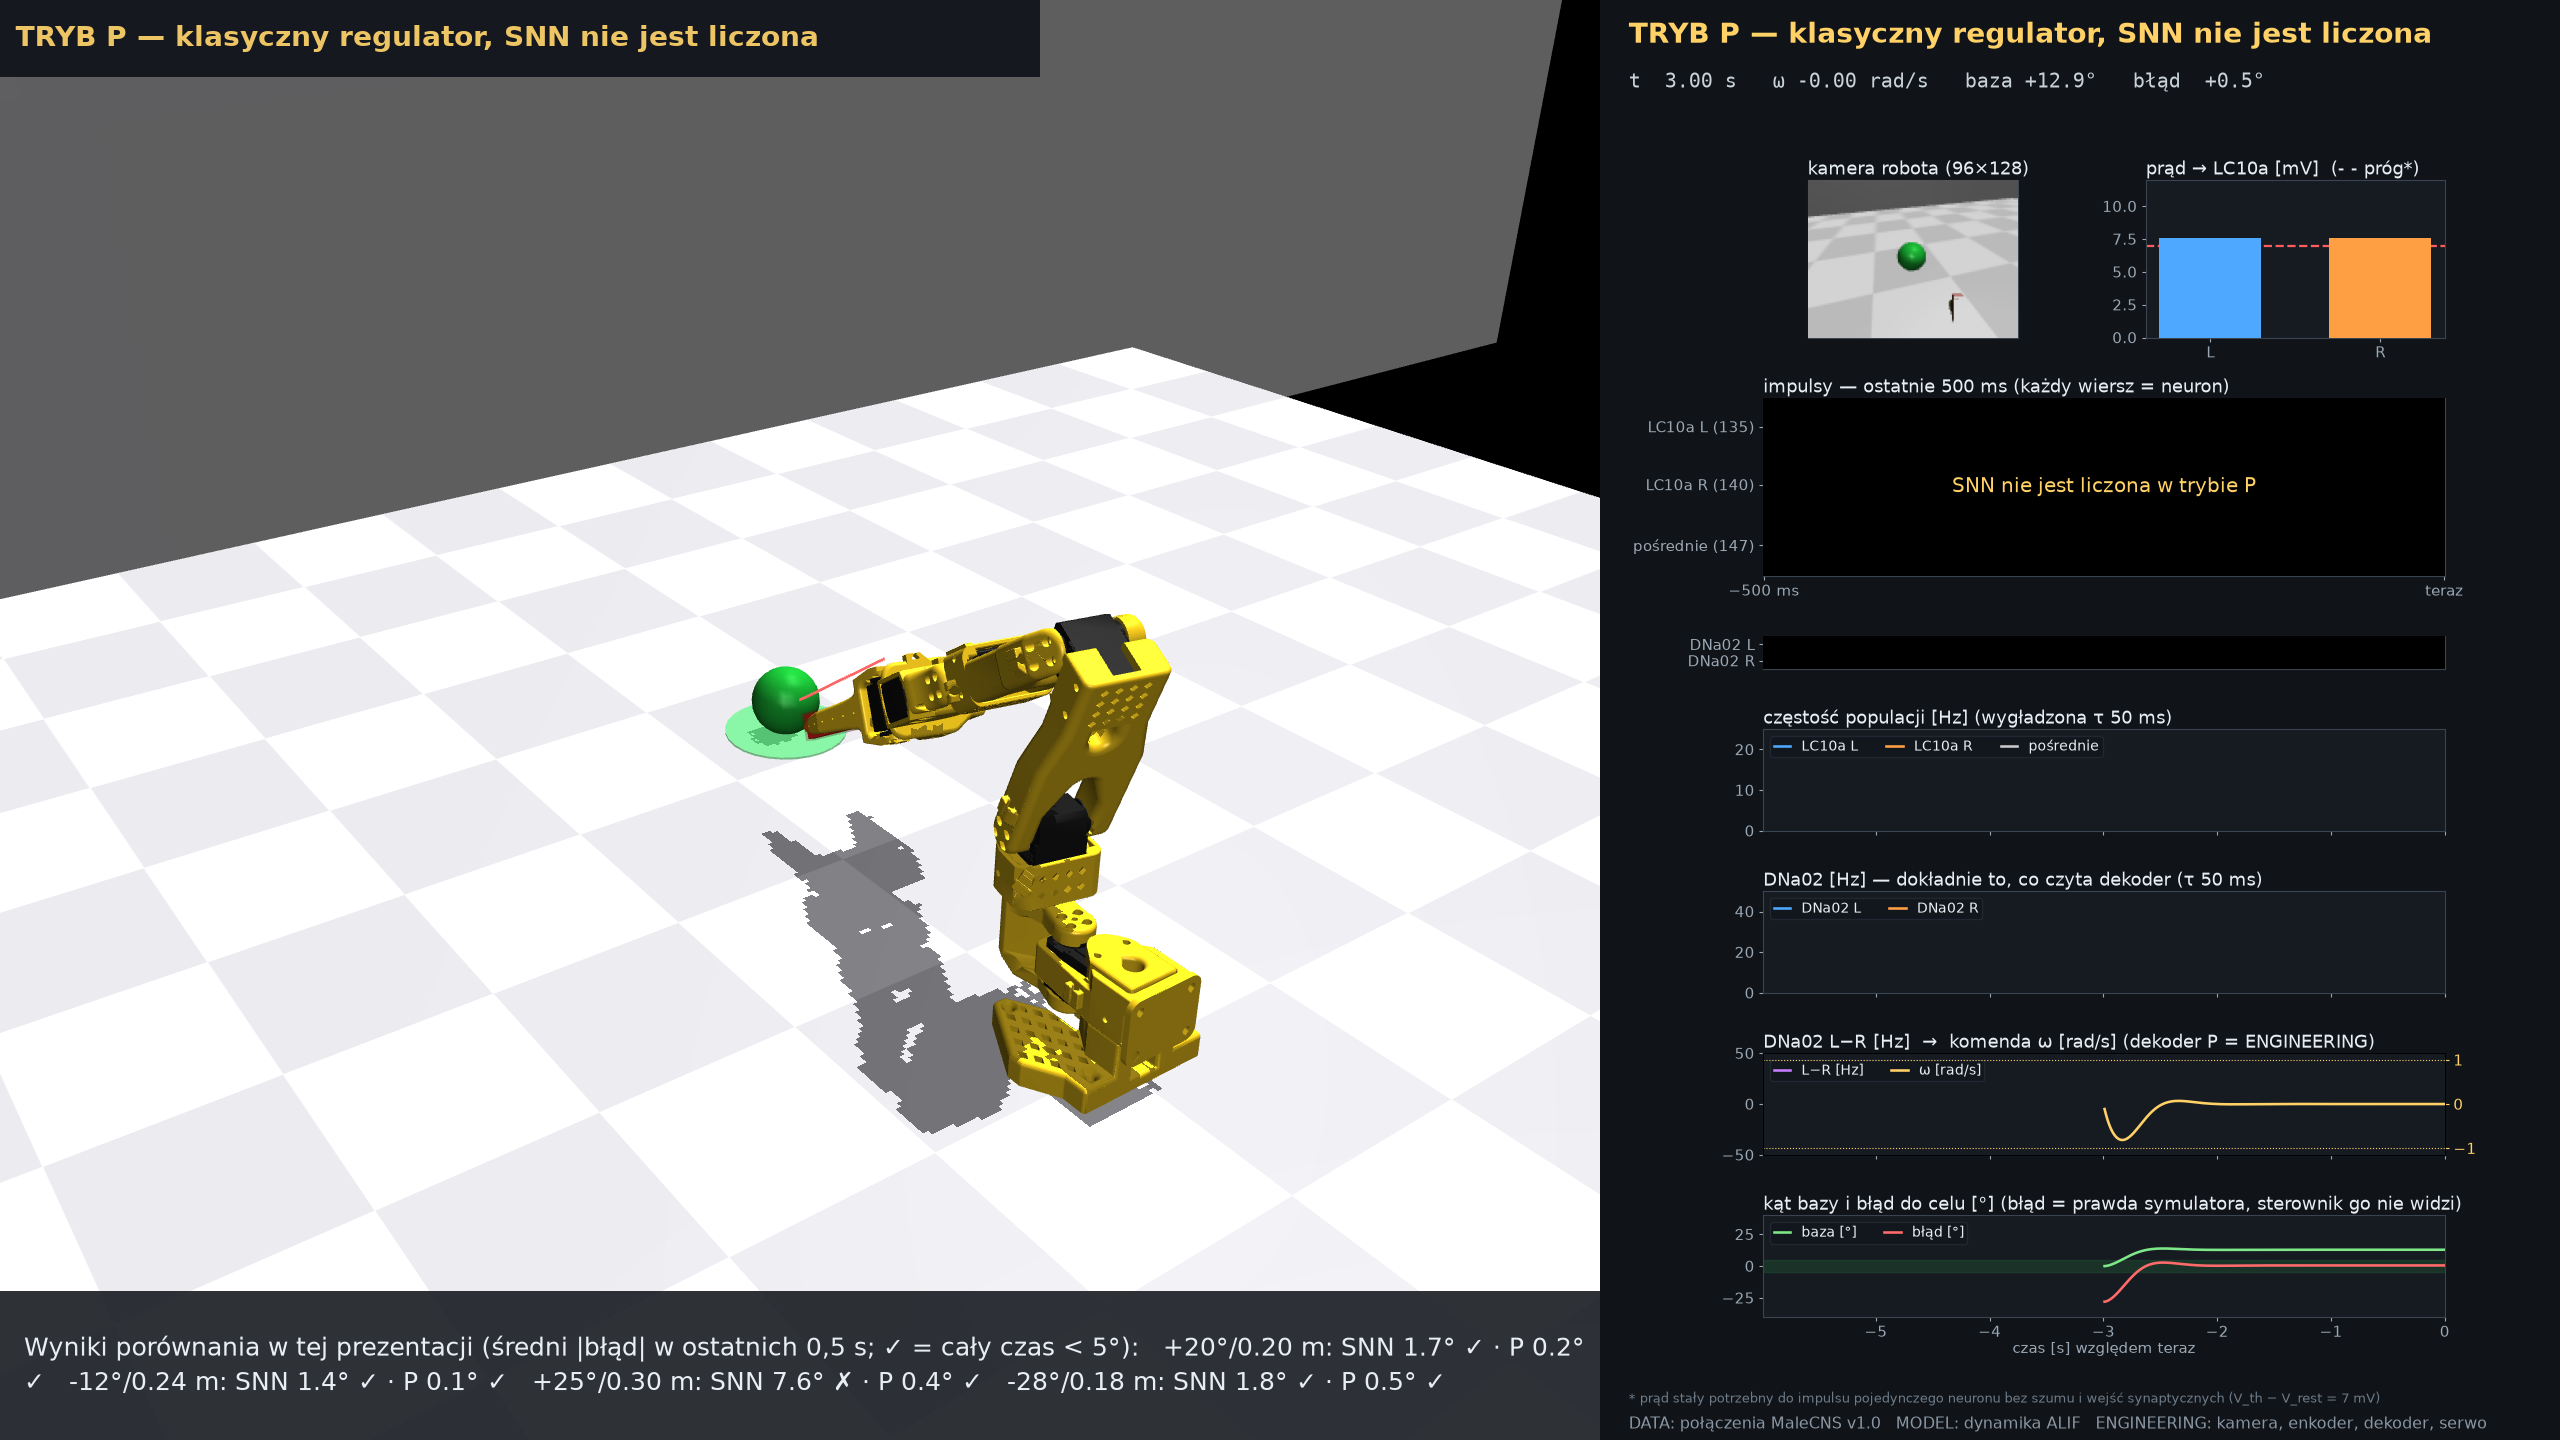 TRYB P — klasyczny regulator, SNN nie jest liczona
Wyniki porównania w tej prezentacji (średni |błąd| w ostatnich 0,5 s; ✓ = cały czas < 5°):   +20°/0.20 m: SNN 1.7° ✓ · P 0.2°
✓   -12°/0.24 m: SNN 1.4° ✓ · P 0.1° ✓   +25°/0.30 m: SNN 7.6° ✗ · P 0.4° ✓   -28°/0.18 m: SNN 1.8° ✓ · P 0.5° ✓
TRYB P — klasyczny regulator, SNN nie jest liczona
t  3.00 s   ω -0.00 rad/s   baza +12.9°   błąd  +0.5°
kamera robota (96×128)
prąd → LC10a [mV]  (- - próg*)
10.0
7.5
5.0
2.5
0.0
L R
impulsy — ostatnie 500 ms (każdy wiersz = neuron)
LC10a L (135)
LC10a R (140)
pośrednie (147)
SNN nie jest liczona w trybie P
−500 ms teraz
DNa02 L
DNa02 R
częstość populacji [Hz] (wygładzona τ 50 ms)
LC10a L LC10a R pośrednie
20
10
0
DNa02 [Hz] — dokładnie to, co czyta dekoder (τ 50 ms)
DNa02 L DNa02 R
40
20
0
DNa02 L−R [Hz]  →  komenda ω [rad/s] (dekoder P = ENGINEERING)
L−R [Hz] ω [rad/s]
50
0
−50
1
0
−1
kąt bazy i błąd do celu [°] (błąd = prawda symulatora, sterownik go nie widzi)
baza [°] błąd [°]
25
0
−25
−5 −4 −3 −2 −1 0
czas [s] względem teraz
* prąd stały potrzebny do impulsu pojedynczego neuronu bez szumu i wejść synaptycznych (V_th − V_rest = 7 mV)
DATA: połączenia MaleCNS v1.0   MODEL: dynamika ALIF   ENGINEERING: kamera, enkoder, dekoder, serwo